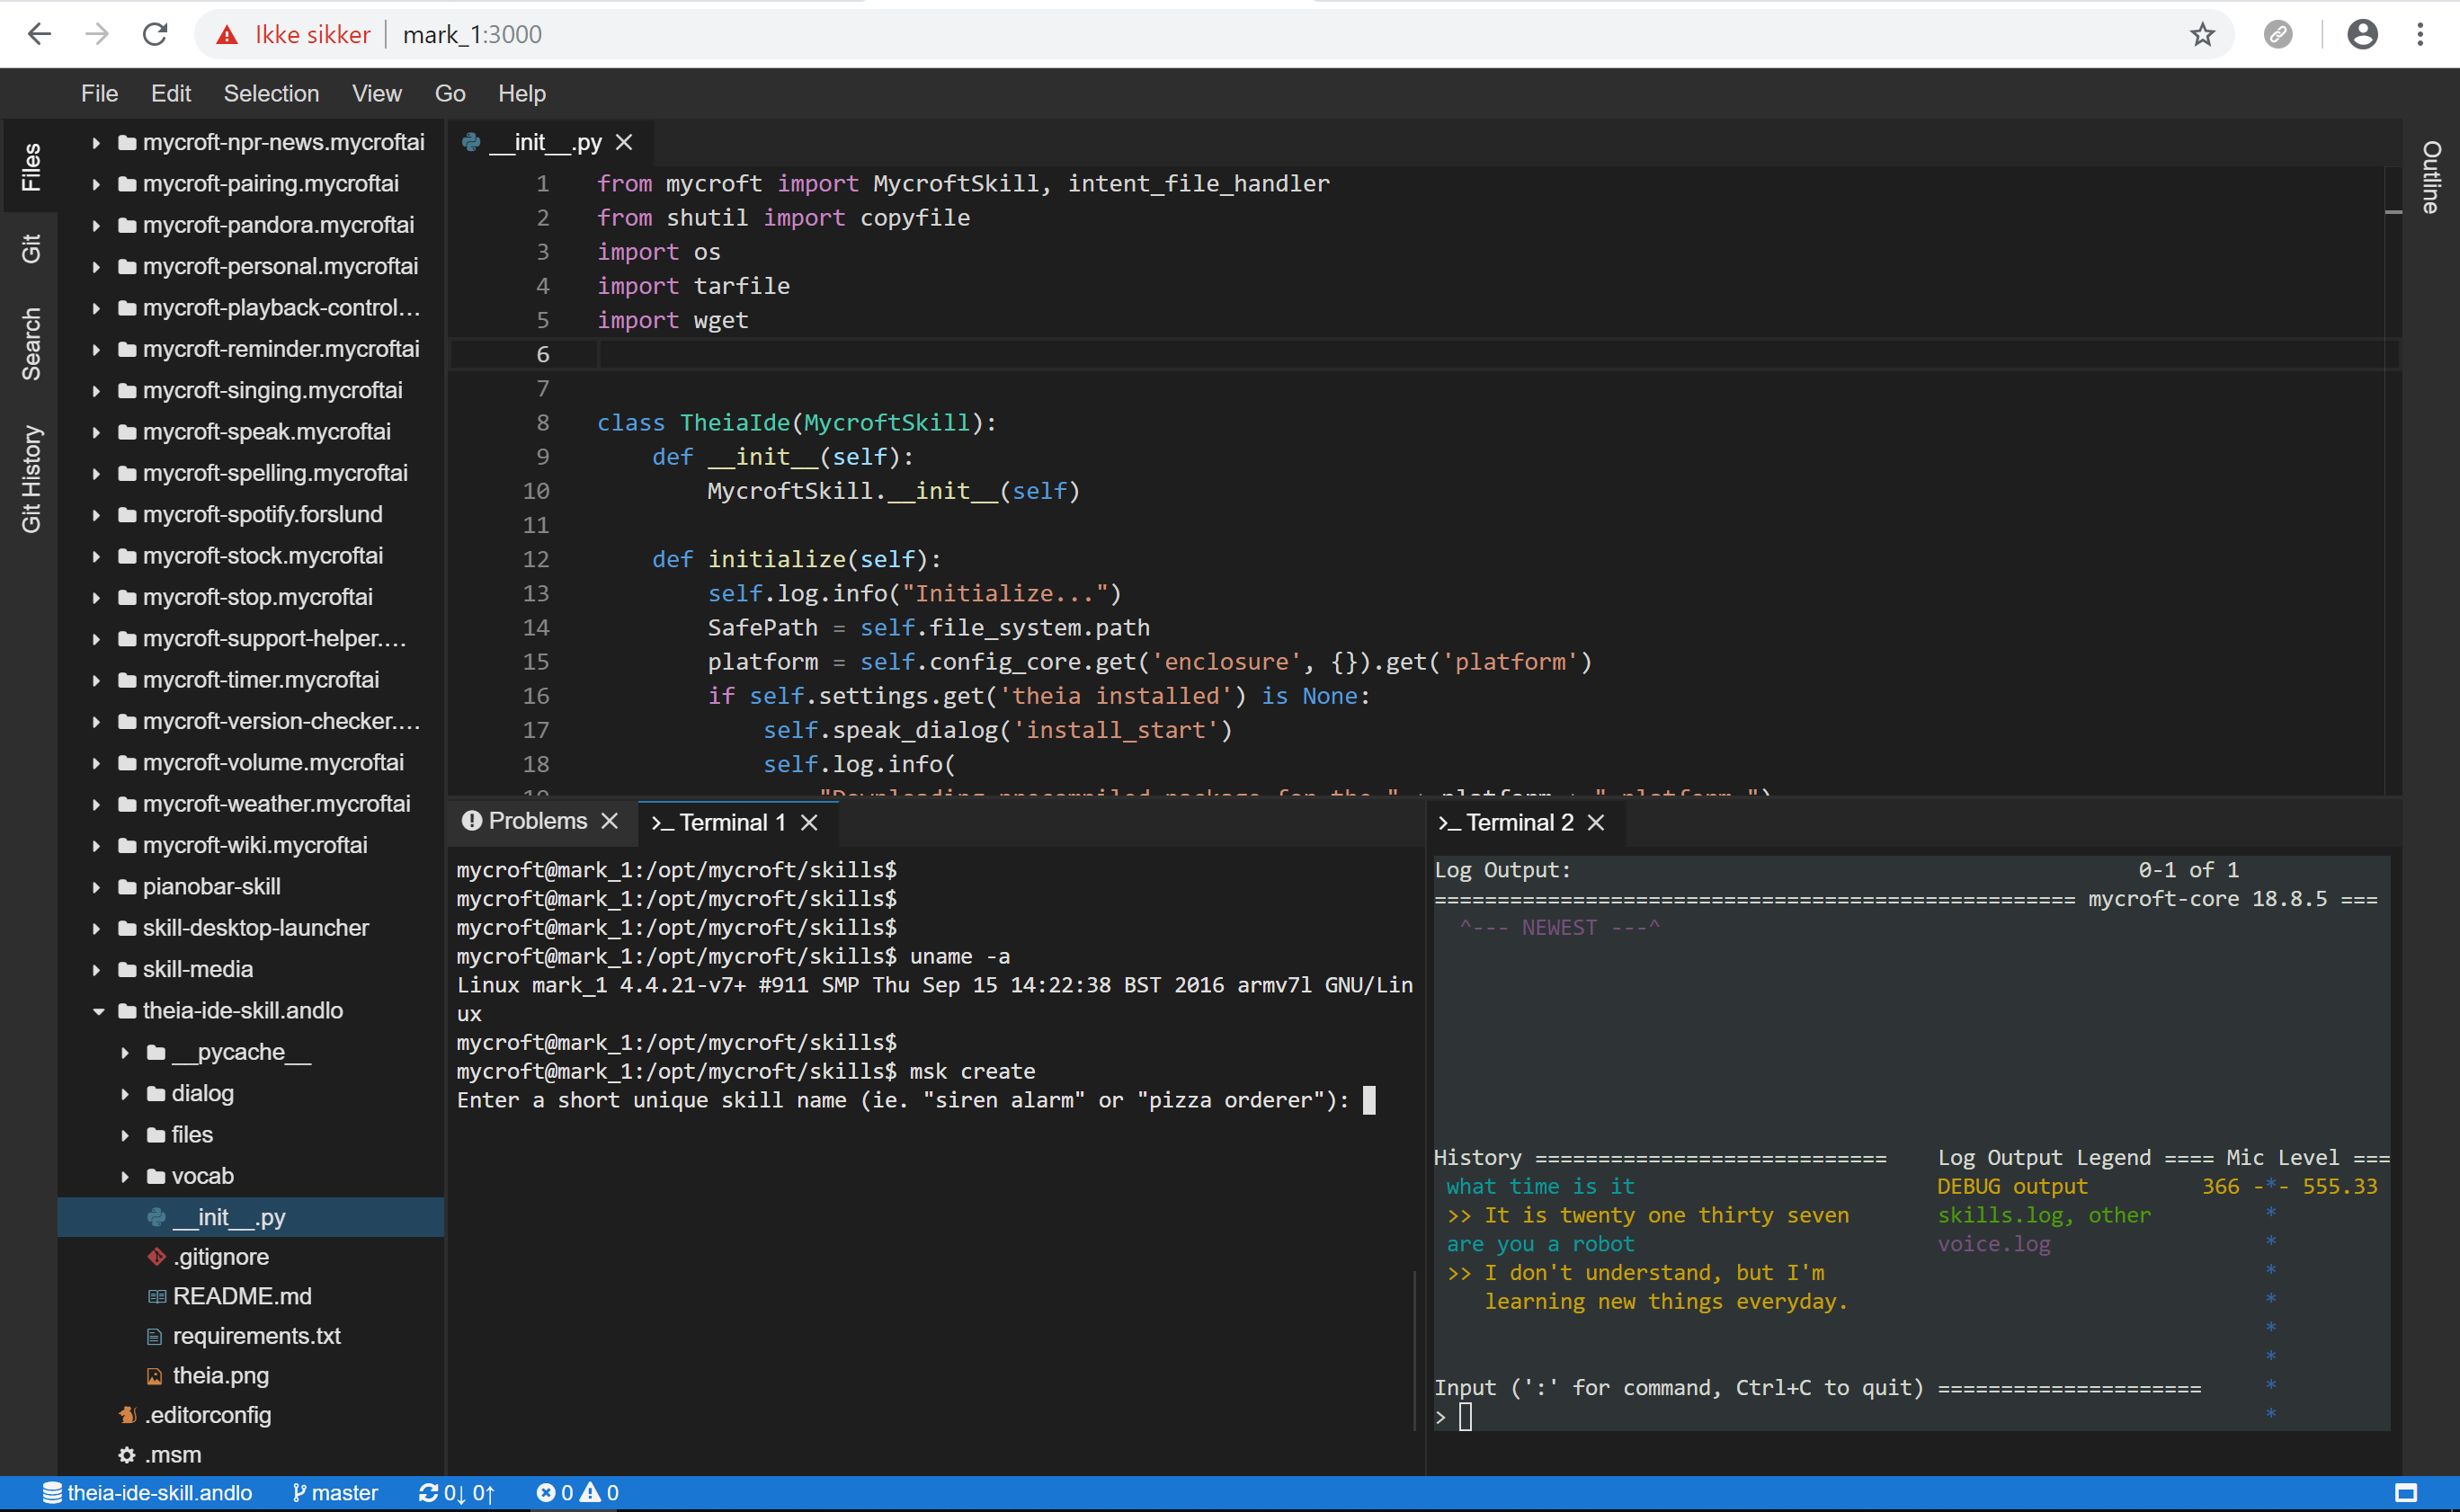 Ikke sikker | mark_1:3000
File Edit Selection View Go Help
Files
Git
Search
Git History
mycroft-npr-news.mycroftai
mycroft-pairing.mycroftai
mycroft-pandora.mycroftai
mycroft-personal.mycroftai
mycroft-playback-control...
mycroft-reminder.mycroftai
mycroft-singing.mycroftai
mycroft-speak.mycroftai
mycroft-spelling.mycroftai
mycroft-spotify.forslund
mycroft-stock.mycroftai
mycroft-stop.mycroftai
mycroft-support-helper....
mycroft-timer.mycroftai
mycroft-version-checker....
mycroft-volume.mycroftai
mycroft-weather.mycroftai
mycroft-wiki.mycroftai
pianobar-skill
skill-desktop-launcher
skill-media
theia-ide-skill.andlo
__pycache__
dialog
files
vocab
__init__.py
.gitignore
README.md
requirements.txt
theia.png
.editorconfig
.msm
__init__.py
1 from mycroft import MycroftSkill, intent_file_handler
2 from shutil import copyfile
3 import os
4 import tarfile
5 import wget
6
7
8 class TheiaIde(MycroftSkill):
9 def __init__(self):
10 MycroftSkill.__init__(self)
11
12 def initialize(self):
13 self.log.info("Initialize...")
14 SafePath = self.file_system.path
15 platform = self.config_core.get('enclosure', {}).get('platform')
16 if self.settings.get('theia installed') is None:
17 self.speak_dialog('install_start')
18 self.log.info(
19 "Downloading precompiled package for the " + platform + " platform.")
Outline
Problems
>_ Terminal 1
mycroft@mark_1:/opt/mycroft/skills$
mycroft@mark_1:/opt/mycroft/skills$
mycroft@mark_1:/opt/mycroft/skills$
mycroft@mark_1:/opt/mycroft/skills$ uname -a
Linux mark_1 4.4.21-v7+ #911 SMP Thu Sep 15 14:22:38 BST 2016 armv7l GNU/Lin
ux
mycroft@mark_1:/opt/mycroft/skills$
mycroft@mark_1:/opt/mycroft/skills$ msk create
Enter a short unique skill name (ie. "siren alarm" or "pizza orderer"):
>_ Terminal 2
Log Output: 0-1 of 1
=================================================== mycroft-core 18.8.5 ===
^--- NEWEST ---^
History ============================ Log Output Legend ==== Mic Level ===
what time is it DEBUG output 366 -*- 555.33
>> It is twenty one thirty seven skills.log, other *
are you a robot voice.log *
>> I don't understand, but I'm *
learning new things everyday. *
*
*
Input (':' for command, Ctrl+C to quit) ===================== *
> *
theia-ide-skill.andlo master 0↓ 0↑ 0 0